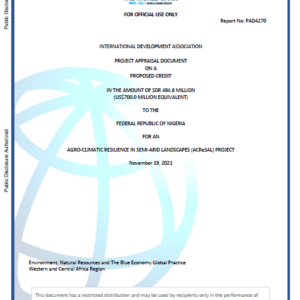 FOR OFFICIAL USE ONLY
Report No: PAD4270
INTERNATIONAL DEVELOPMENT ASSOCIATION
PROJECT APPRAISAL DOCUMENT
ON A
PROPOSED CREDIT
IN THE AMOUNT OF SDR 494.6 MILLION
(US$700.0 MILLION EQUIVALENT)
TO THE
FEDERAL REPUBLIC OF NIGERIA
FOR AN
AGRO-CLIMATIC RESILIENCE IN SEMI-ARID LANDSCAPES (ACReSAL) PROJECT
November 19, 2021
Environment, Natural Resources and The Blue Economy Global Practice
Western and Central Africa Region
This document has a restricted distribution and may be used by recipients only in the performance of
Public Disclosure Authorized